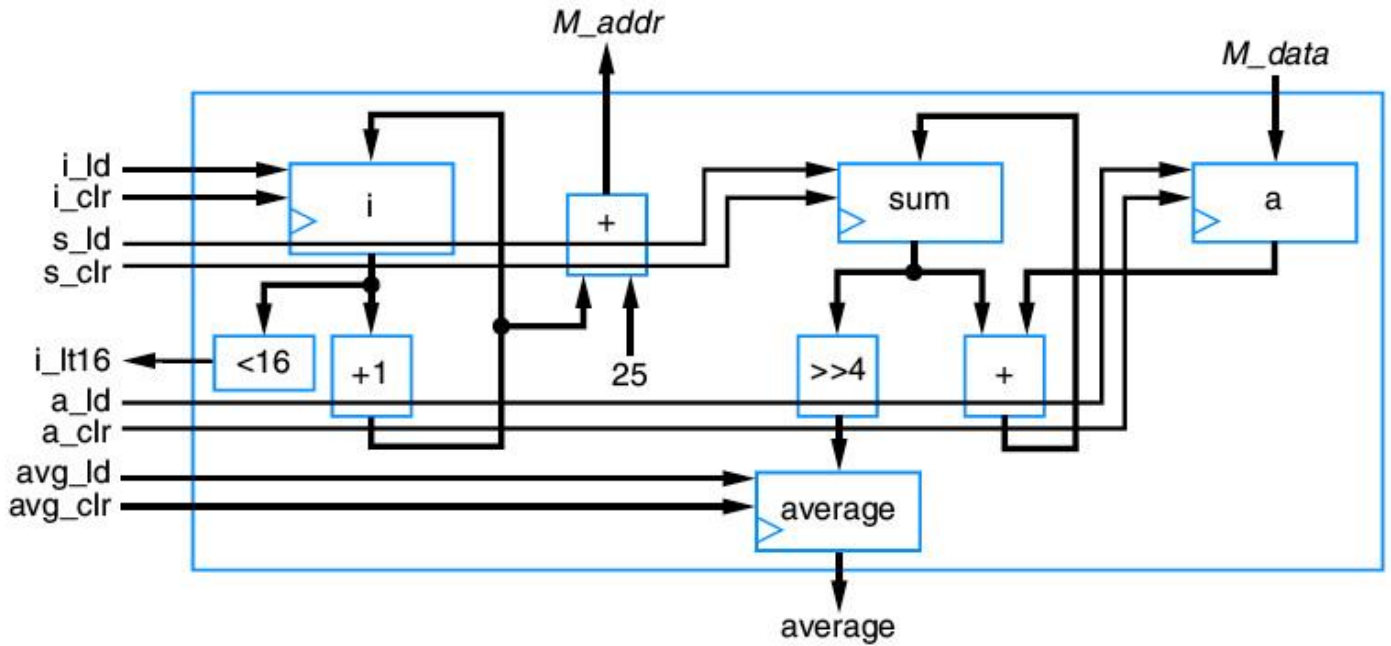 M_addr
M_data
i_ld
i_clr
i
+
sum
a
s_ld
s_clr
i_lt16
<16
+1
25
>>4
+
a_ld
a_clr
avg_ld
avg_clr
average
average